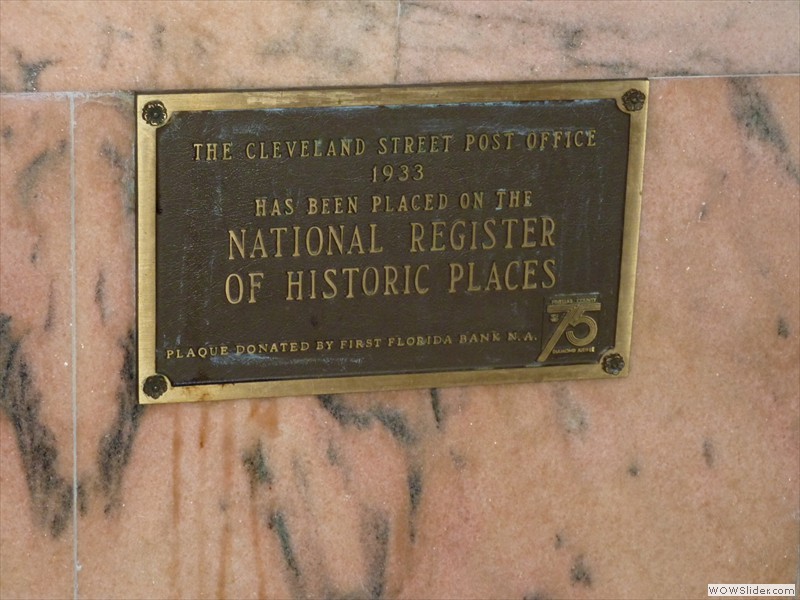 THE CLEVELAND STREET POST OFFICE
1933
HAS BEEN PLACED ON THE
NATIONAL REGISTER
OF HISTORIC PLACES
PLAQUE DONATED BY FIRST FLORIDA BANK N.A.
75
WOWSlider.com